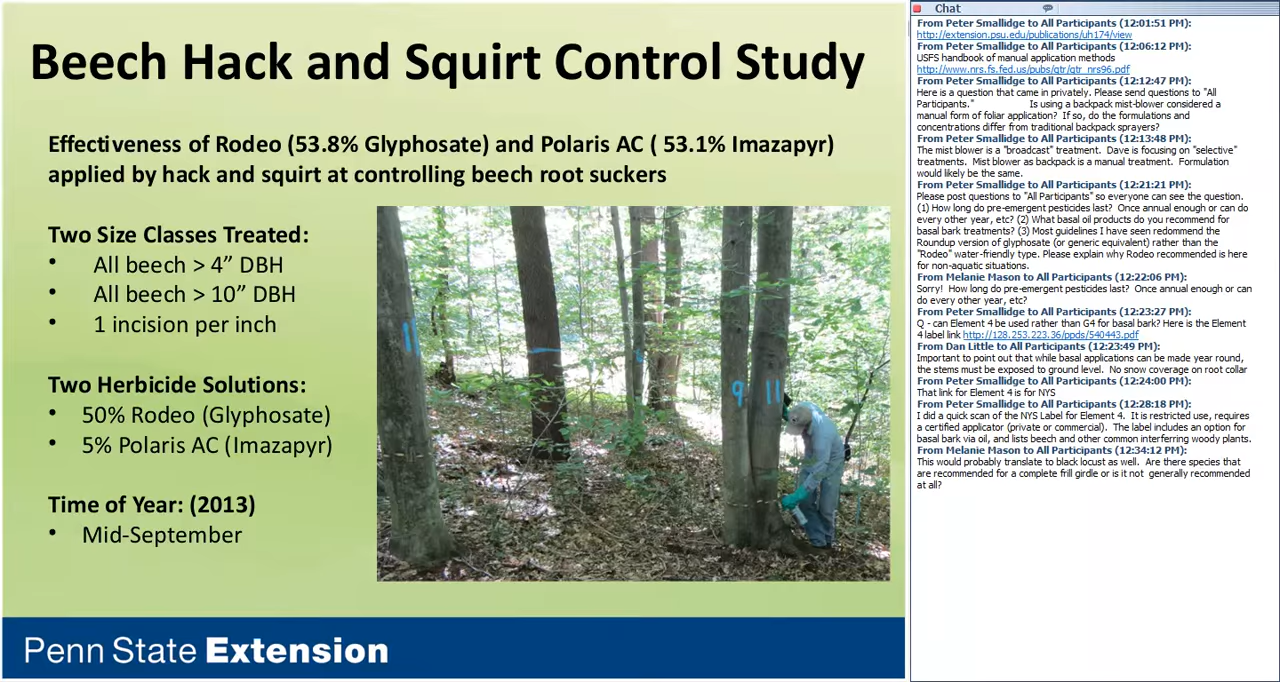 Beech Hack and Squirt Control Study
Effectiveness of Rodeo (53.8% Glyphosate) and Polaris AC ( 53.1% Imazapyr)
applied by hack and squirt at controlling beech root suckers
Two Size Classes Treated:
• All beech > 4” DBH
• All beech > 10” DBH
• 1 incision per inch
Two Herbicide Solutions:
• 50% Rodeo (Glyphosate)
• 5% Polaris AC (Imazapyr)
Time of Year: (2013)
• Mid-September
11
9
11
Penn State Extension
Chat
From Peter Smallidge to All Participants (12:01:51 PM):
http://extension.psu.edu/publications/uh174/view
From Peter Smallidge to All Participants (12:06:12 PM):
USFS handbook of manual application methods
http://www.nrs.fs.fed.us/pubs/gtr/gtr_nrs96.pdf
From Peter Smallidge to All Participants (12:12:47 PM):
Here is a question that came in privately. Please send questions to "All
Participants." Is using a backpack mist-blower considered a
manual form of foliar application? If so, do the formulations and
concentrations differ from traditional backpack sprayers?
From Peter Smallidge to All Participants (12:13:48 PM):
The mist blower is a "broadcast" treatment. Dave is focusing on "selective"
treatments. Mist blower as backpack is a manual treatment. Formulation
would likely be the same.
From Peter Smallidge to All Participants (12:21:21 PM):
Please post questions to "All Participants" so everyone can see the question.
(1) How long do pre-emergent pesticides last? Once annual enough or can do
every other year, etc? (2) What basal oil products do you recommend for
basal bark treatments? (3) Most guidelines I have seen redommend the
Roundup version of glyphosate (or generic equivalent) rather than the
"Rodeo" water-friendly type. Please explain why Rodeo recommended is here
for non-aquatic situations.
From Melanie Mason to All Participants (12:22:06 PM):
Sorry! How long do pre-emergent pesticides last? Once annual enough or can
do every other year, etc?
From Peter Smallidge to All Participants (12:23:27 PM):
Q - can Element 4 be used rather than G4 for basal bark? Here is the Element
4 label link http://128.253.223.36/ppds/540443.pdf
From Dan Little to All Participants (12:23:49 PM):
Important to point out that while basal applications can be made year round,
the stems must be exposed to ground level. No snow coverage on root collar
From Peter Smallidge to All Participants (12:24:00 PM):
That link for Element 4 is for NYS
From Peter Smallidge to All Participants (12:28:18 PM):
I did a quick scan of the NYS Label for Element 4. It is restricted use, requires
a certified applicator (private or commercial). The label includes an option for
basal bark via oil, and lists beech and other common interferring woody plants.
From Melanie Mason to All Participants (12:34:12 PM):
This would probably translate to black locust as well. Are there species that
are recommended for a complete frill girdle or is it not generally recommended
at all?